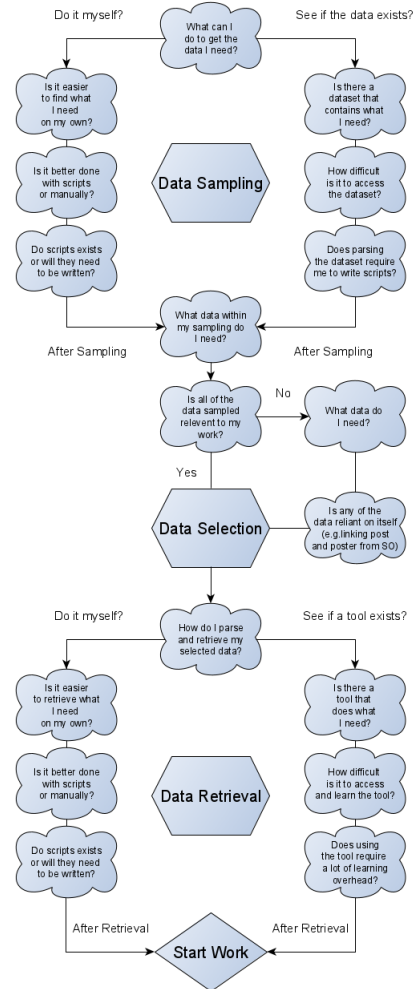 Do it myself?
See if the data exists?
What can I
do to get the
data I need?
Is it easier
to find what
I need
on my own?
Is there a
dataset that
contains what
I need?
Is it better done
with scripts
or manually?
Data Sampling
How difficult
is it to access
the dataset?
Do scripts exists
or will they need
to be written?
Does parsing
the dataset require
me to write scripts?
What data within
my sampling do
I need?
After Sampling
After Sampling
Is all of the
data sampled
relevent to my
work?
No
What data do
I need?
Yes
Data Selection
Is any of the
data reliant on itself
(e.g.linking post
and poster from SO)
Do it myself?
See if a tool exists?
How do I parse
and retrieve my
selected data?
Is it easier
to retrieve what
I need
on my own?
Is there a
tool that
does what
I need?
Is it better done
with scripts
or manually?
Data Retrieval
How difficult
is it to access
and learn the tool?
Do scripts exists
or will they need
to be written?
Does using
the tool require
a lot of learning
overhead?
After Retrieval
After Retrieval
Start Work